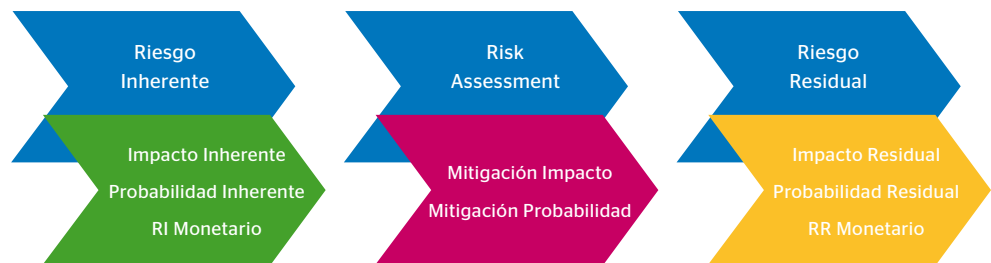 Riesgo
Inherente
Impacto Inherente
Probabilidad Inherente
RI Monetario
Risk
Assessment
Mitigación Impacto
Mitigación Probabilidad
Riesgo
Residual
Impacto Residual
Probabilidad Residual
RR Monetario